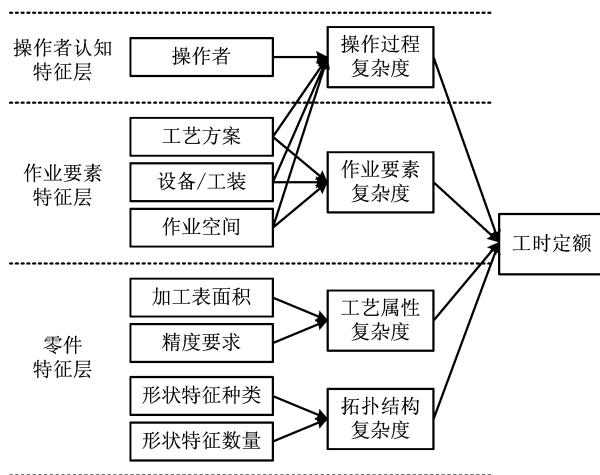 操作者认知
特征层
操作者
操作过程
复杂度
作业要素
特征层
工艺方案
设备/工装
作业空间
作业要素
复杂度
工时定额
零件
特征层
加工表面积
精度要求
工艺属性
复杂度
形状特征种类
形状特征数量
拓扑结构
复杂度